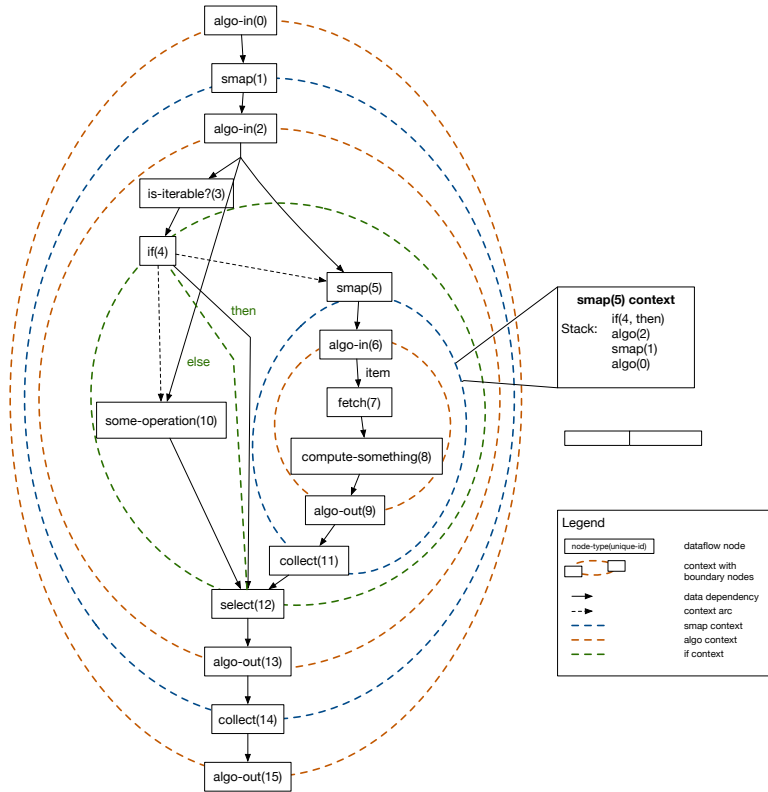 algo-in(0)
smap(1)
algo-in(2)
is-iterable?(3)
if(4)
smap(5)
then
else
algo-in(6)
item
fetch(7)
some-operation(10)
compute-something(8)
algo-out(9)
collect(11)
select(12)
algo-out(13)
collect(14)
algo-out(15)
smap(5) context
Stack: if(4, then)
algo(2)
smap(1)
algo(0)
Legend
node-type(unique-id) dataflow node
context with
boundary nodes
data dependency
context arc
smap context
algo context
if context